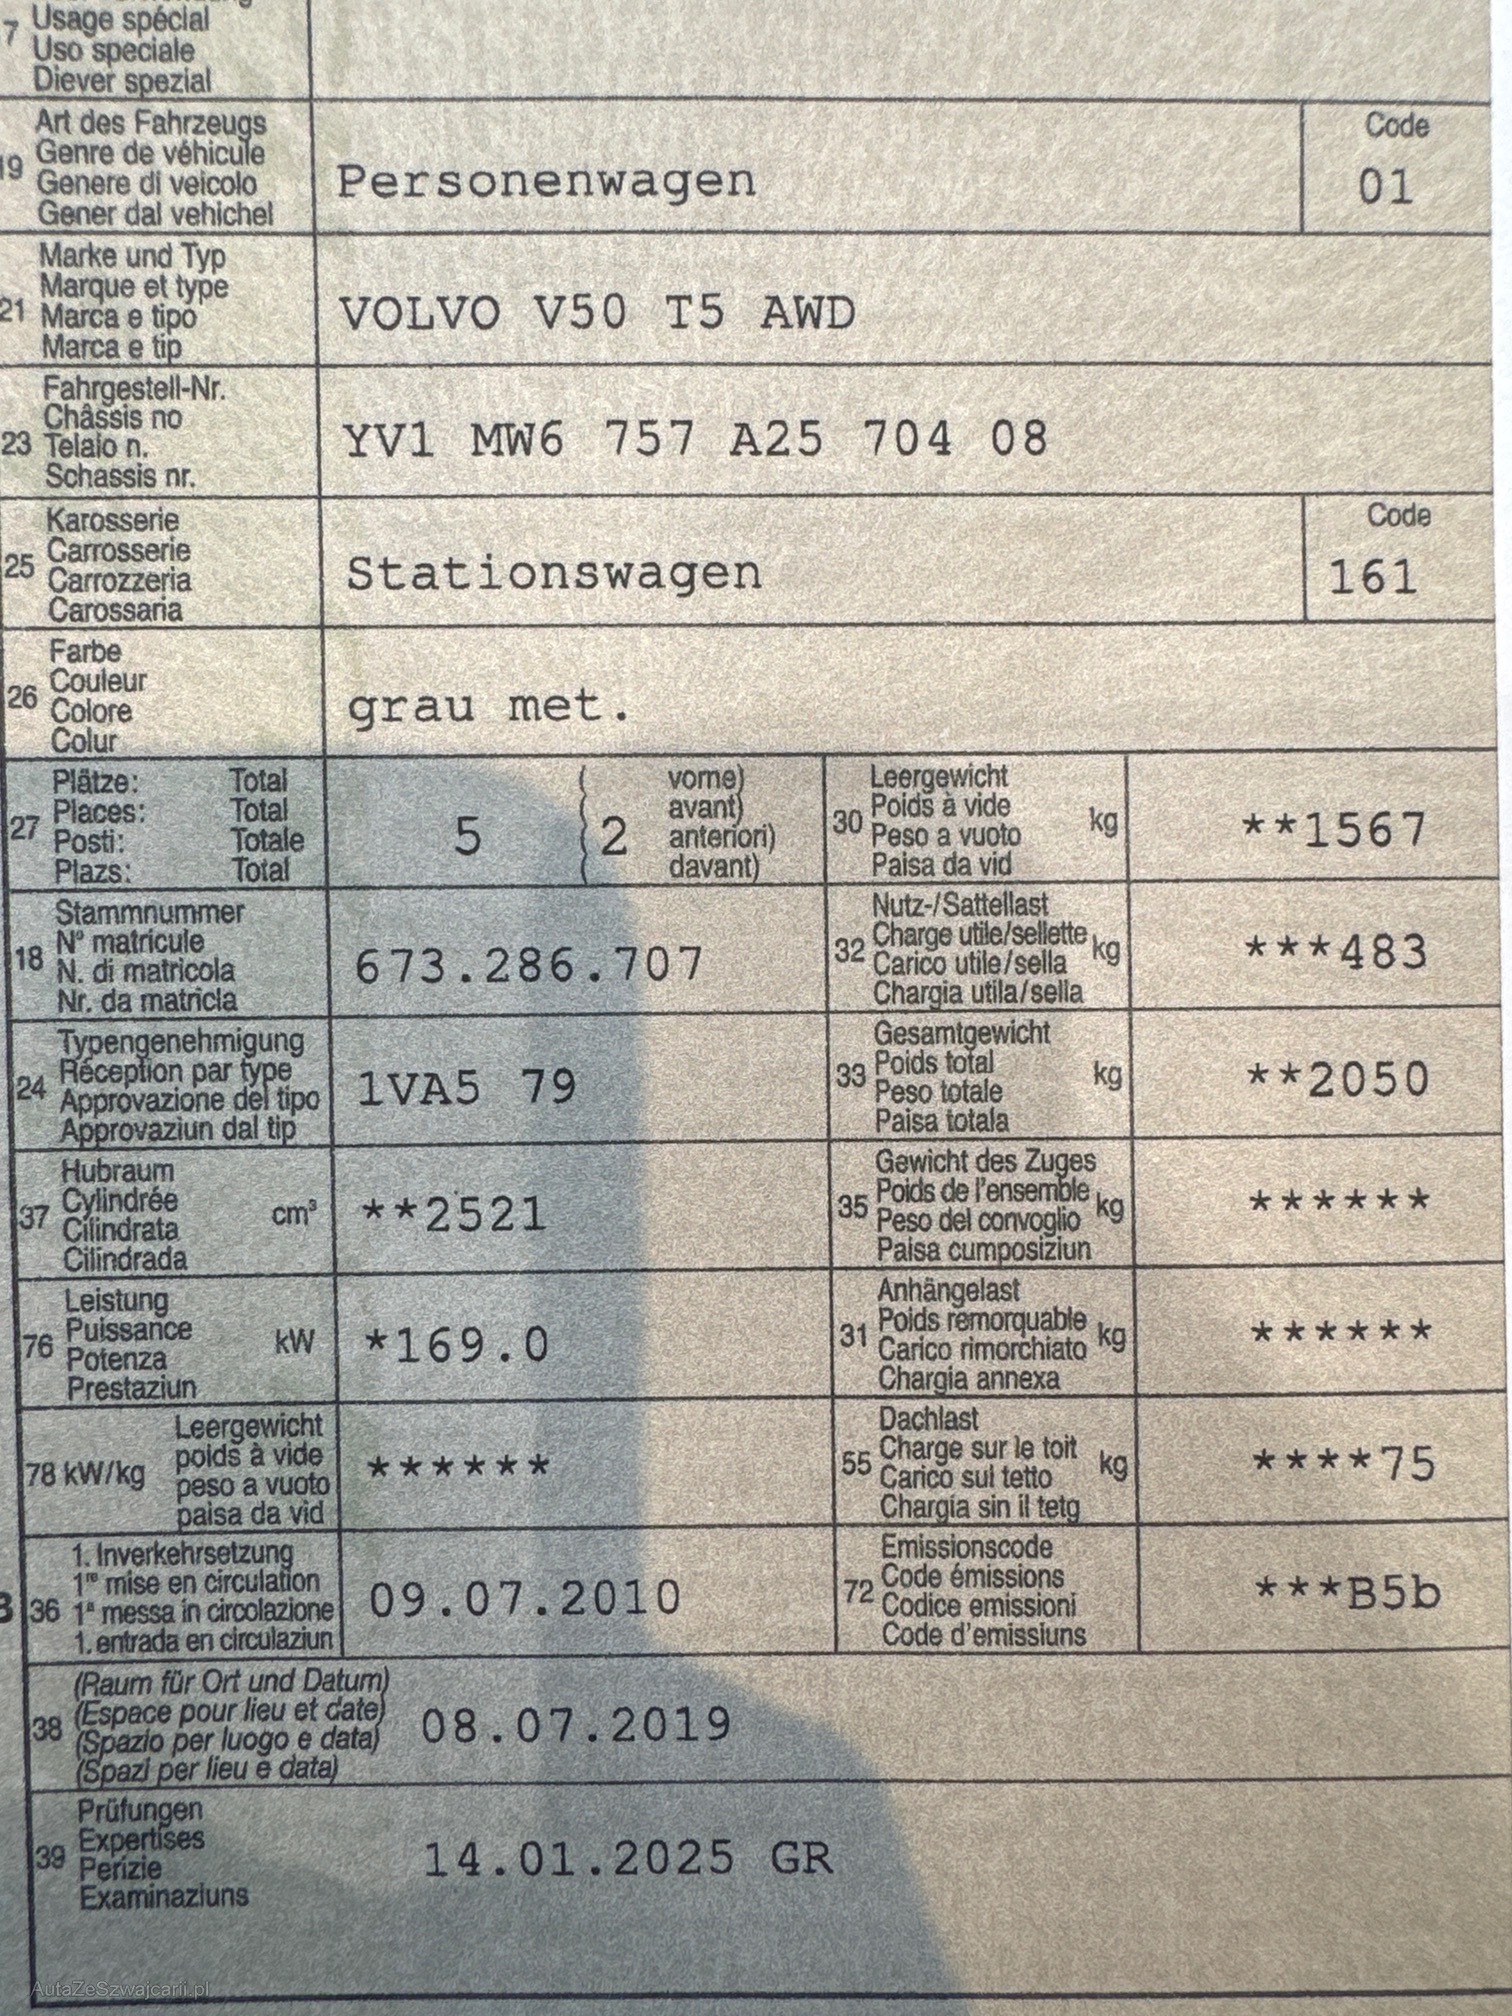 7 Usage spécial
Uso speciale
Diever spezial
Art des Fahrzeugs
19 Genre de véhicule
Genere di veicolo
Gener dal vehichel
Personenwagen
Code
01
Marke und Typ
21 Marque et type
Marca e tipo
Marca e tip
VOLVO V50 T5 AWD
Fahrgestell-Nr.
Châssis no
23 Telaio n.
Schassis nr.
YV1 MW6 757 A25 704 08
Karosserie
25 Carrosserie
Carrozzeria
Carossaria
Stationswagen
Code
161
Farbe
26 Couleur
Colore
Colur
grau met.
27 Plätze: Total
Places: Total
Posti: Totale
Plazs: Total
5 ( 2
vorne)
avant)
anteriori)
davant)
30 Leergewicht
Poids à vide
Peso a vuoto
Paisa da vid
kg
**1567
18 Stammnummer
N° matricule
N. di matricola
Nr. da matricla
673.286.707
32 Nutz-/Sattellast
Charge utile/sellette
Carico utile/sella
Chargia utila/sella
kg
***483
24 Typengenehmigung
Réception par type
Approvazione del tipo
Approvaziun dal tip
1VA5 79
33 Gesamtgewicht
Poids total
Peso totale
Paisa totala
kg
**2050
37 Hubraum
Cylindrée
Cilindrata
Cilindrada
cm³
**2521
35 Gewicht des Zuges
Poids de l'ensemble
Peso del convoglio
Paisa cumposiziun
kg
******
76 Leistung
Puissance
Potenza
Prestaziun
kW
*169.0
31 Anhängelast
Poids remorquable
Carico rimorchiato
Chargia annexa
kg
******
78 kW/kg
Leergewicht
poids à vide
peso a vuoto
paisa da vid
******
55 Dachlast
Charge sur le toit
Carico sul tetto
Chargia sin il tetg
kg
****75
B 36 1. Inverkehrsetzung
1re mise en circulation
1a messa in circolazione
1. entrada en circulaziun
09.07.2010
72 Emissionscode
Code émissions
Codice emissioni
Code d'emissiuns
***B5b
38 (Raum für Ort und Datum)
(Espace pour lieu et date)
(Spazio per luogo e data)
(Spazi per lieu e data)
08.07.2019
39 Prüfungen
Expertises
Perizie
Examinaziuns
14.01.2025 GR
AutaZeSzwajcarii.pl